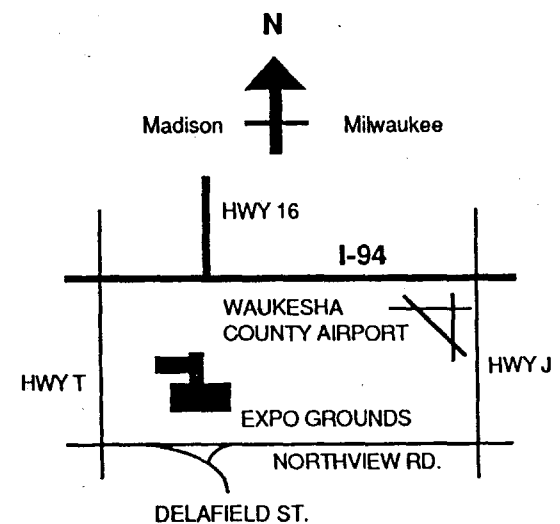 N
Madison Milwaukee
HWY 16
I-94
WAUKESHA
COUNTY AIRPORT
HWY J
HWY T
EXPO GROUNDS
NORTHVIEW RD.
DELAFIELD ST.